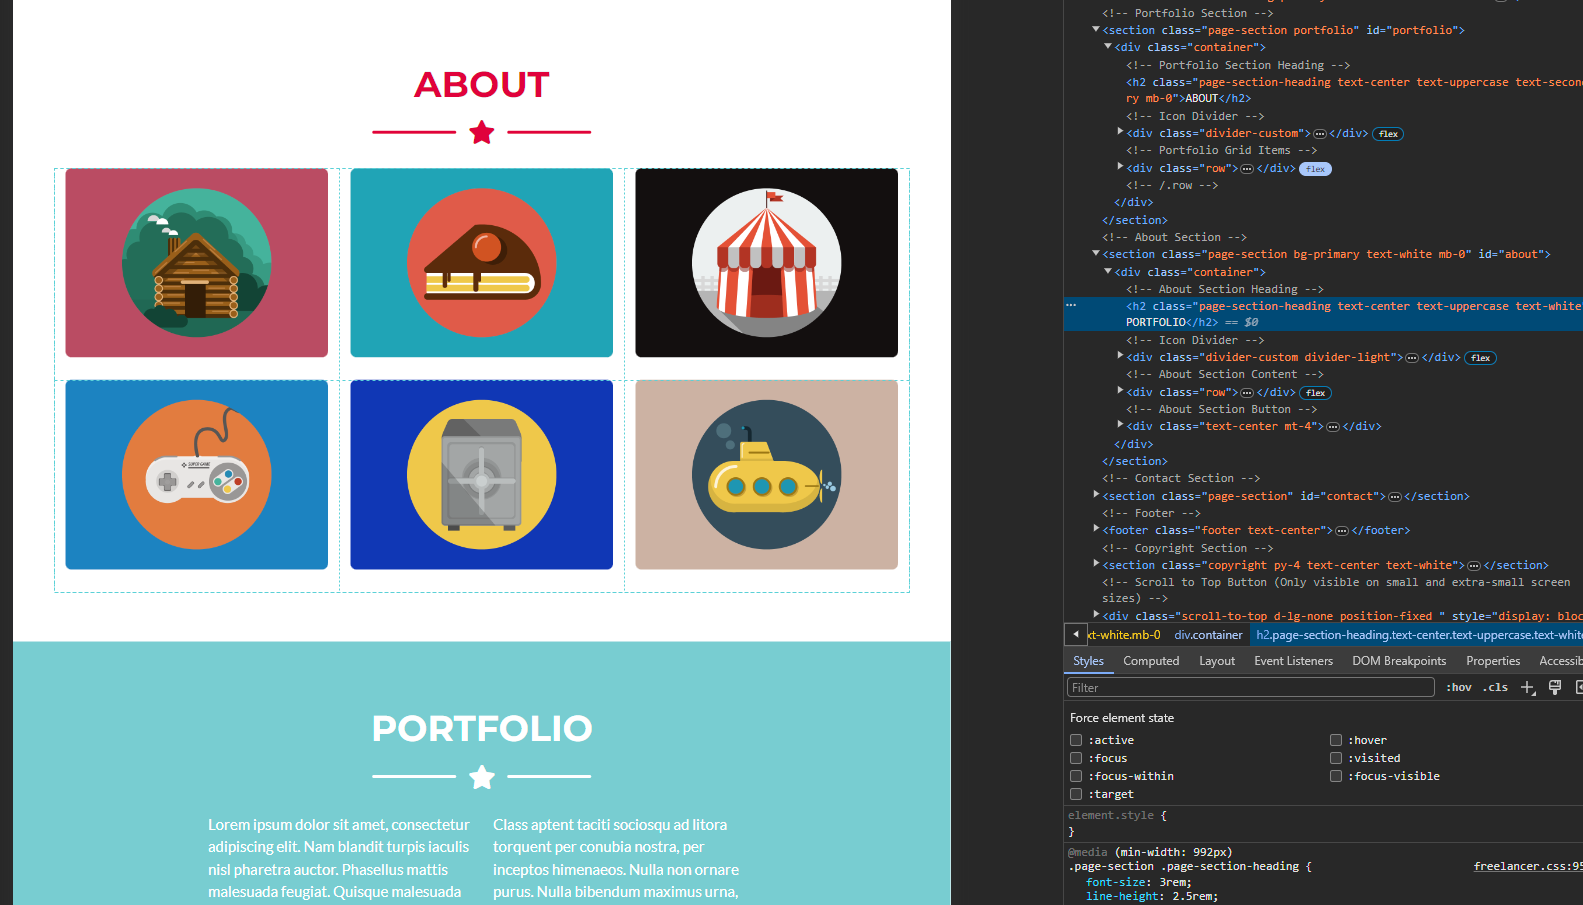 ABOUT
SUPER GAME
PORTFOLIO
Lorem ipsum dolor sit amet, consectetur
adipiscing elit. Nam blandit turpis iaculis
nisl pharetra auctor. Phasellus mattis
malesuada feugiat. Quisque malesuada
Class aptent taciti sociosqu ad litora
torquent per conubia nostra, per
inceptos himenaeos. Nulla non ornare
purus. Nulla bibendum maximus urna,
<!-- Portfolio Section -->
▼<section class="page-section portfolio" id="portfolio">
▼<div class="container">
<!-- Portfolio Section Heading -->
<h2 class="page-section-heading text-center text-uppercase text-secon
ry mb-0">ABOUT</h2>
<!-- Icon Divider -->
▶<div class="divider-custom">⋯</div> flex
<!-- Portfolio Grid Items -->
▶<div class="row">⋯</div> flex
<!-- /.row -->
</div>
</section>
<!-- About Section -->
▼<section class="page-section bg-primary text-white mb-0" id="about">
▼<div class="container">
<!-- About Section Heading -->
⋯ <h2 class="page-section-heading text-center text-uppercase text-white
PORTFOLIO</h2> == $0
<!-- Icon Divider -->
▶<div class="divider-custom divider-light">⋯</div> flex
<!-- About Section Content -->
▶<div class="row">⋯</div> flex
<!-- About Section Button -->
▶<div class="text-center mt-4">⋯</div>
</div>
</section>
<!-- Contact Section -->
▶<section class="page-section" id="contact">⋯</section>
<!-- Footer -->
▶<footer class="footer text-center">⋯</footer>
<!-- Copyright Section -->
▶<section class="copyright py-4 text-center text-white">⋯</section>
<!-- Scroll to Top Button (Only visible on small and extra-small screen
sizes) -->
▶<div class="scroll-to-top d-lg-none position-fixed " style="display: bloc
xt-white.mb-0 div.container h2.page-section-heading.text-center.text-uppercase.text-white
Styles Computed Layout Event Listeners DOM Breakpoints Properties Accessib
Filter :hov .cls
Force element state
:active :hover
:focus :visited
:focus-within :focus-visible
:target
element.style {
}
@media (min-width: 992px)
.page-section .page-section-heading { freelancer.css:95
font-size: 3rem;
line-height: 2.5rem;